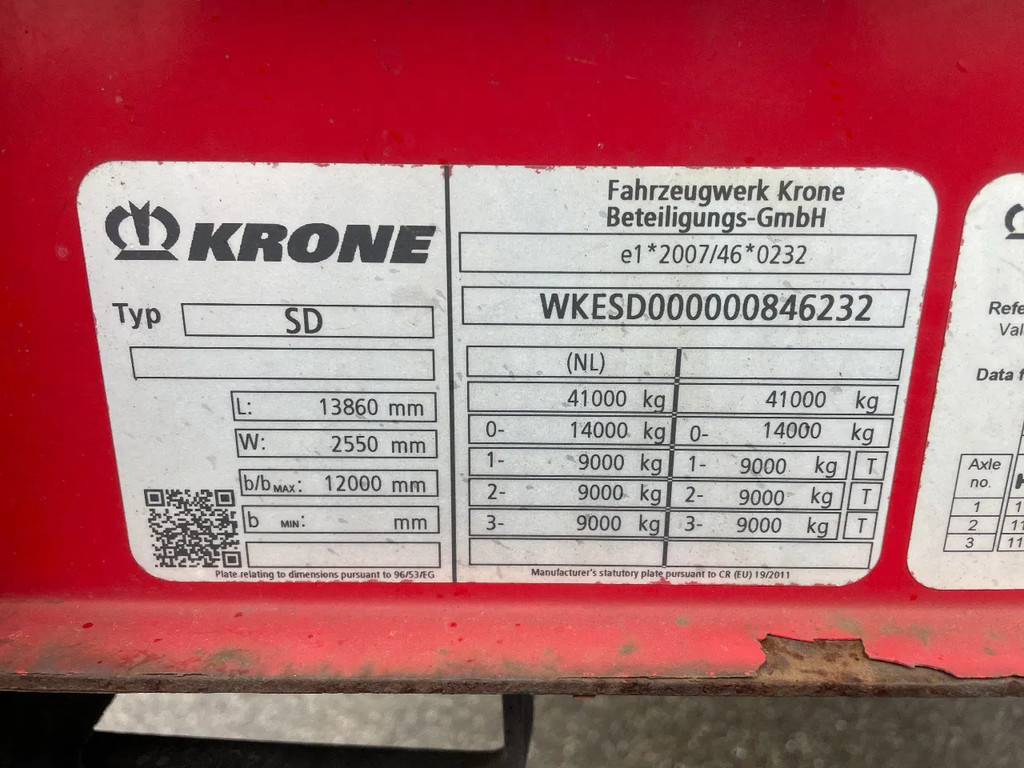 KRONE
Typ SD
L: 13860 mm
W: 2550 mm
b/b MAX: 12000 mm
b MIN: mm
Plate relating to dimensions pursuant to 96/53/EG
Fahrzeugwerk Krone
Beteiligungs-GmbH
e1*2007/46*0232
WKESD000000846232
(NL)
41000 kg 41000 kg
0- 14000 kg 0- 14000 kg
1- 9000 kg 1- 9000 kg T
2- 9000 kg 2- 9000 kg T
3- 9000 kg 3- 9000 kg T
Manufacturer's statutory plate pursuant to CR (EU) 19/2011
Data f
Axle
no.
1
2
3